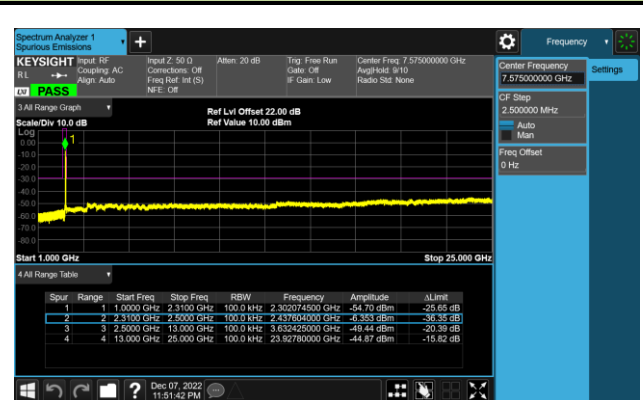 Spectrum Analyzer 1
Spurious Emissions
Frequency
KEYSIGHT
RL
LXI
PASS
Input: RF
Coupling: AC
Align: Auto
Input Z: 50 Ω
Corrections: Off
Freq Ref: Int (S)
NFE: Off
Atten: 20 dB
Trig: Free Run
Gate: Off
IF Gain: Low
Center Freq: 7.575000000 GHz
Avg|Hold: 9/10
Radio Std: None
Center Frequency
7.575000000 GHz
Settings
CF Step
2.500000 MHz
Auto
Man
Freq Offset
0 Hz
3 All Range Graph
Scale/Div 10.0 dB
Ref Lvl Offset 22.00 dB
Ref Value 10.00 dBm
Log
1
0.00
-10.0
-20.0
-30.0
-40.0
-50.0
-60.0
-70.0
-80.0
Start 1.000 GHz
Stop 25.000 GHz
4 All Range Table
Spur Range Start Freq Stop Freq RBW Frequency Amplitude ΔLimit
1 1 1.0000 GHz 2.3100 GHz 100.0 kHz 2.302074500 GHz -54.70 dBm -25.65 dB
2 2 2.3100 GHz 2.5000 GHz 100.0 kHz 2.437604000 GHz -6.353 dBm -36.35 dB
3 3 2.5000 GHz 13.000 GHz 100.0 kHz 3.632425000 GHz -49.44 dBm -20.39 dB
4 4 13.000 GHz 25.000 GHz 100.0 kHz 23.92780000 GHz -44.87 dBm -15.82 dB
?
Dec 07, 2022
11:51:42 PM